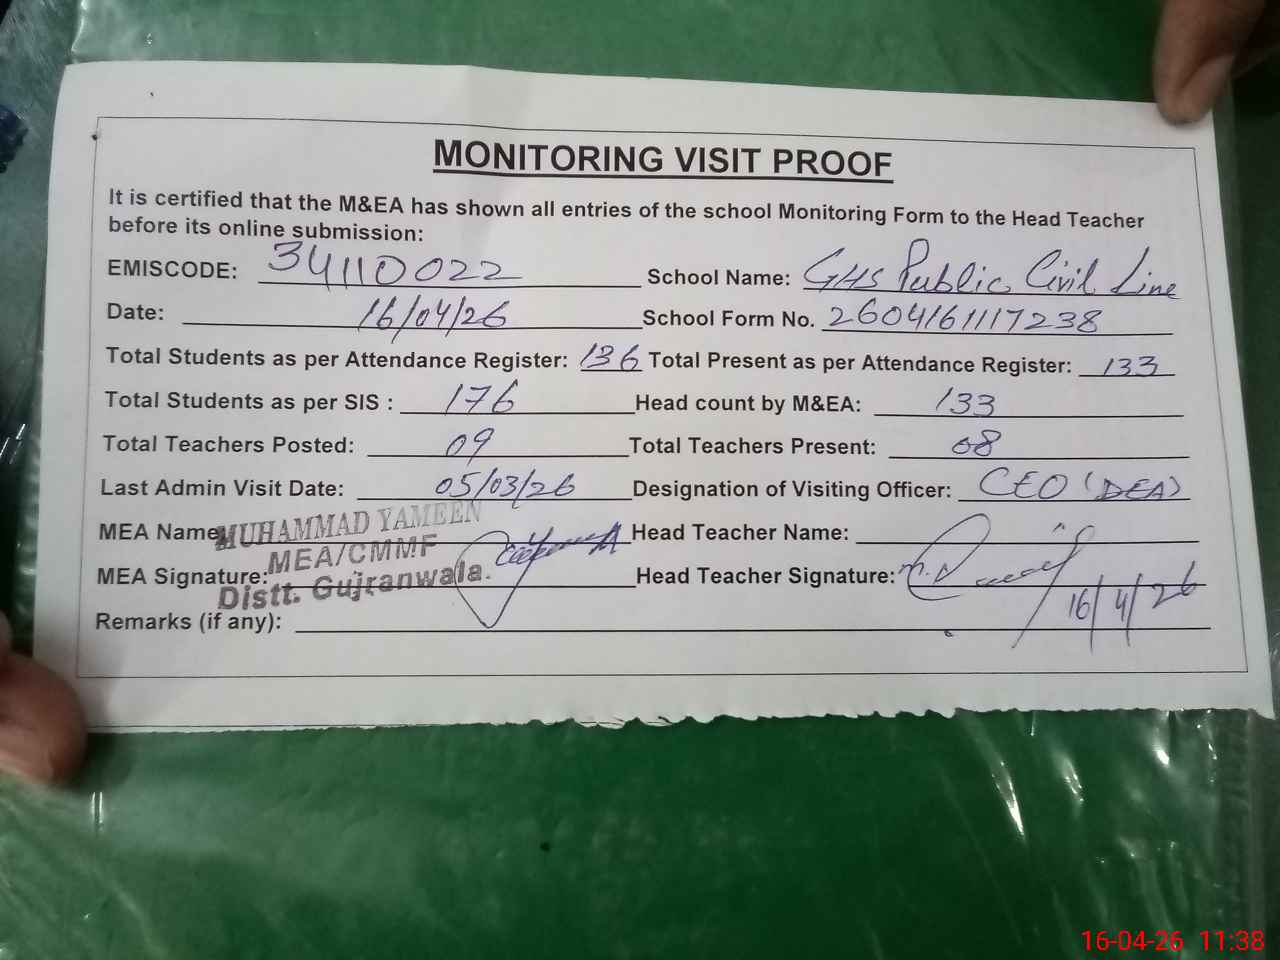 MONITORING VISIT PROOF
It is certified that the M&EA has shown all entries of the school Monitoring Form to the Head Teacher
before its online submission:
EMISCODE: 34110022 School Name: GHS Public Civil Line
Date: 16/04/26 School Form No. 2604161117238
Total Students as per Attendance Register: 136 Total Present as per Attendance Register: 133
Total Students as per SIS : 176 Head count by M&EA: 133
Total Teachers Posted: 09 Total Teachers Present: 08
Last Admin Visit Date: 05/03/26 Designation of Visiting Officer: CEO (DEA)
MEA Name MUHAMMAD YAMEEN Head Teacher Name:
MEA/CMMF
MEA Signature: Distt. Gujranwala. Head Teacher Signature: 16/4/26
Remarks (if any):
16-04-26 11:38